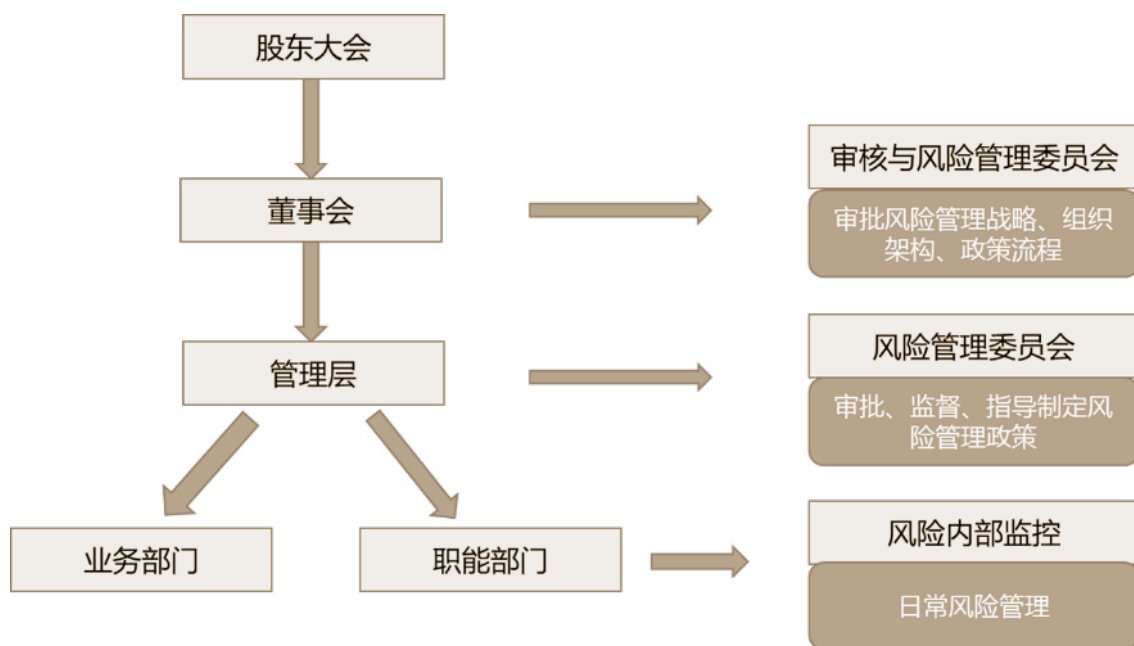 股东大会
审核与风险管理委员会
董事会
审批风险管理战略、组织
架构、政策流程
风险管理委员会
管理层
审批、监督、指导制定风
险管理政策
业务部门
职能部门
风险内部监控
日常风险管理